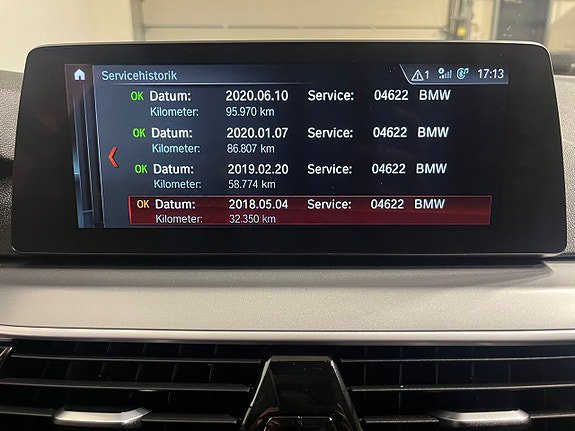 Servicehistorik 1 17:13
OK Datum: 2020.06.10 Service: 04622 BMW
Kilometer: 95.970 km
OK Datum: 2020.01.07 Service: 04622 BMW
Kilometer: 86.807 km
OK Datum: 2019.02.20 Service: 04622 BMW
Kilometer: 58.774 km
OK Datum: 2018.05.04 Service: 04622 BMW
Kilometer: 32.350 km